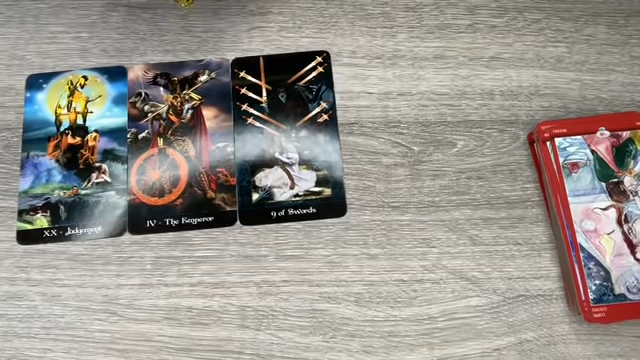 XX - Judgement
IV - The Emperor
9 of Swords